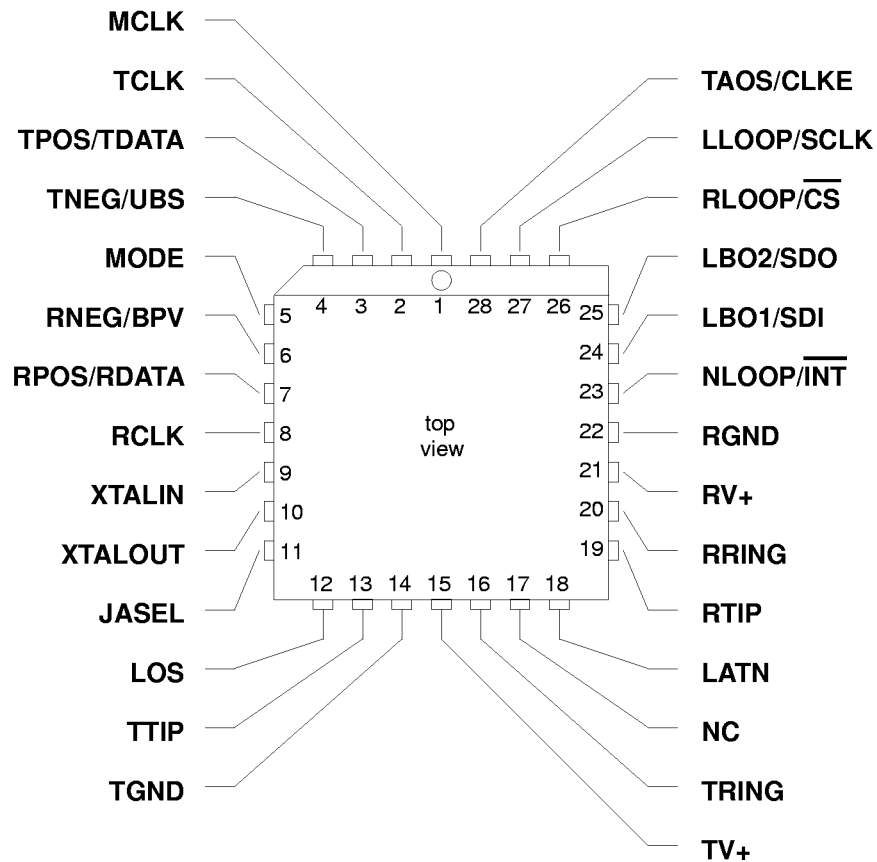 MCLK
TCLK
TPOS/TDATA
TNEG/UBS
MODE
RNEG/BPV
RPOS/RDATA
RCLK
XTALIN
XTALOUT
JASEL
LOS
TTIP
TGND
TAOS/CLKE
LLOOP/SCLK
RLOOP/C̅S̅
LBO2/SDO
LBO1/SDI
NLOOP/I̅N̅T̅
RGND
RV+
RRING
RTIP
LATN
NC
TRING
TV+
4 3 2 1 28 27 26
5
6
7
8
9
10
11
25
24
23
22
21
20
19
12 13 14 15 16 17 18
top
view